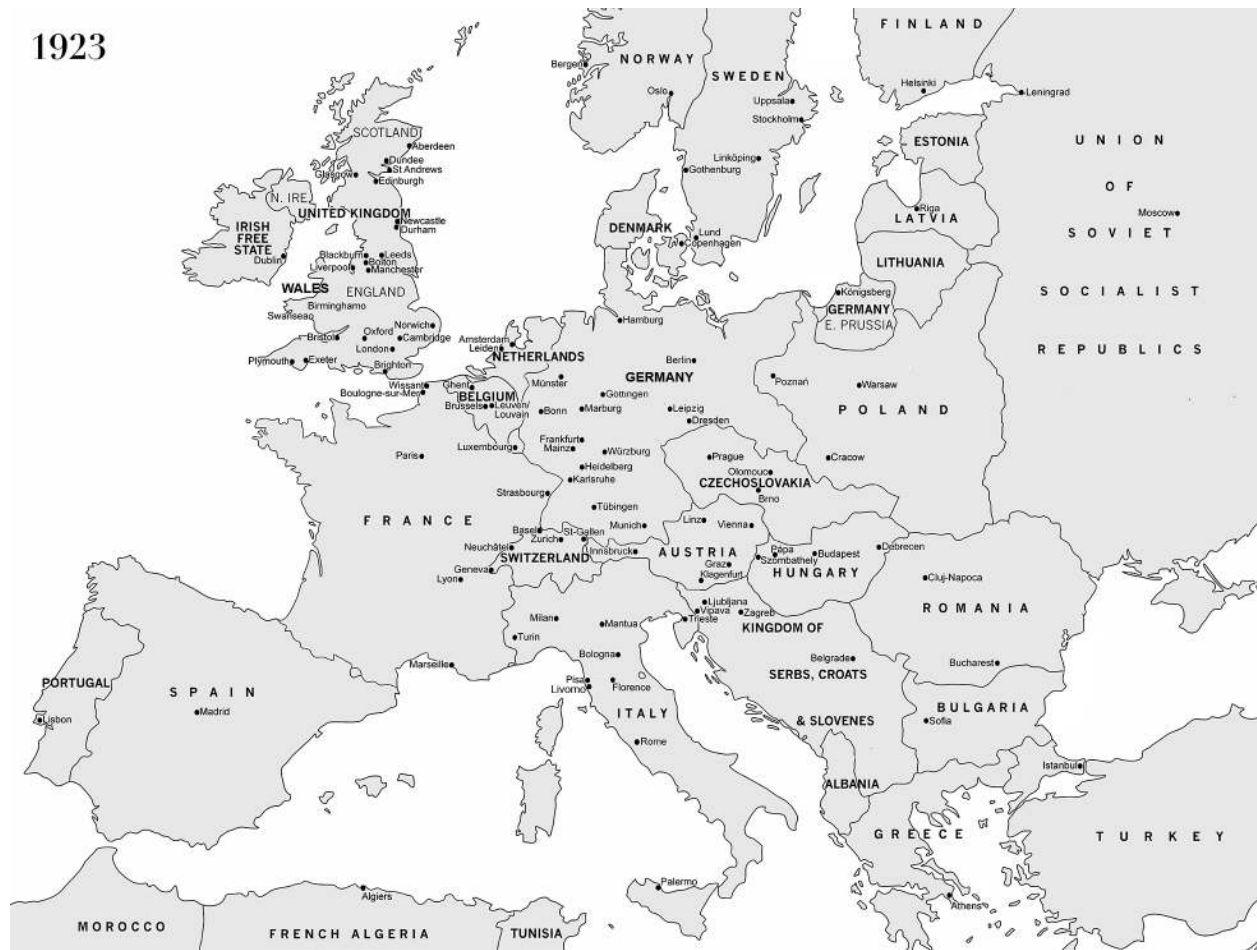 1923
FINLAND
NORWAY
Bergen
SWEDEN
Oslo
Uppsala
Stockholm
Helsinki
Leningrad
ESTONIA
UNION
OF
SOVIET
SOCIALIST
REPUBLICS
Moscow
SCOTLAND
Aberdeen
Dundee
St Andrews
Glasgow
Edinburgh
Linköping
Gothenburg
N. IRE.
UNITED KINGDOM
Newcastle
Durham
IRISH
FREE
STATE
Dublin
DENMARK
Lund
Copenhagen
Riga
LATVIA
LITHUANIA
Blackburn
Leeds
Bolton
Liverpool
Manchester
WALES
ENGLAND
Birminghamo
Swanseao
Königsberg
GERMANY
E. PRUSSIA
Hamburg
Norwich
Bristol
Oxford
Cambridge
London
Plymouth
Exeter
Brighton
Amsterdam
Leiden
NETHERLANDS
Berlin
Münster
GERMANY
Poznań
Warsaw
POLAND
Wissant
Boulogne-sur-Mer
Ghent
BELGIUM
Brussels
Leuven/
Louvain
Göttingen
Bonn
Marburg
Leipzig
Dresden
Frankfurt
Mainz
Würzburg
Luxembourg
Paris
Heidelberg
Karlsruhe
Prague
Olomouc
CZECHOSLOVAKIA
Brno
Cracow
Strasbourg
Tübingen
FRANCE
Munich
Linz
Vienna
Basel
St-Gallen
Zurich
Neuchâtel
SWITZERLAND
Innsbruck
AUSTRIA
Graz
Klagenfurt
Pápa
Szombathely
Budapest
Debrecen
HUNGARY
Geneva
Lyon
Cluj-Napoca
ROMANIA
Ljubljana
Vipava
Trieste
Zagreb
KINGDOM OF
Milan
Mantua
Turin
Bologna
Belgrade
SERBS, CROATS
& SLOVENES
Bucharest
Marseille
Pisa
Livorno
Florence
ITALY
Rome
PORTUGAL
SPAIN
Lisbon
Madrid
BULGARIA
Sofia
ALBANIA
Istanbul
GREECE
TURKEY
Athens
Palermo
Algiers
MOROCCO
FRENCH ALGERIA
TUNISIA